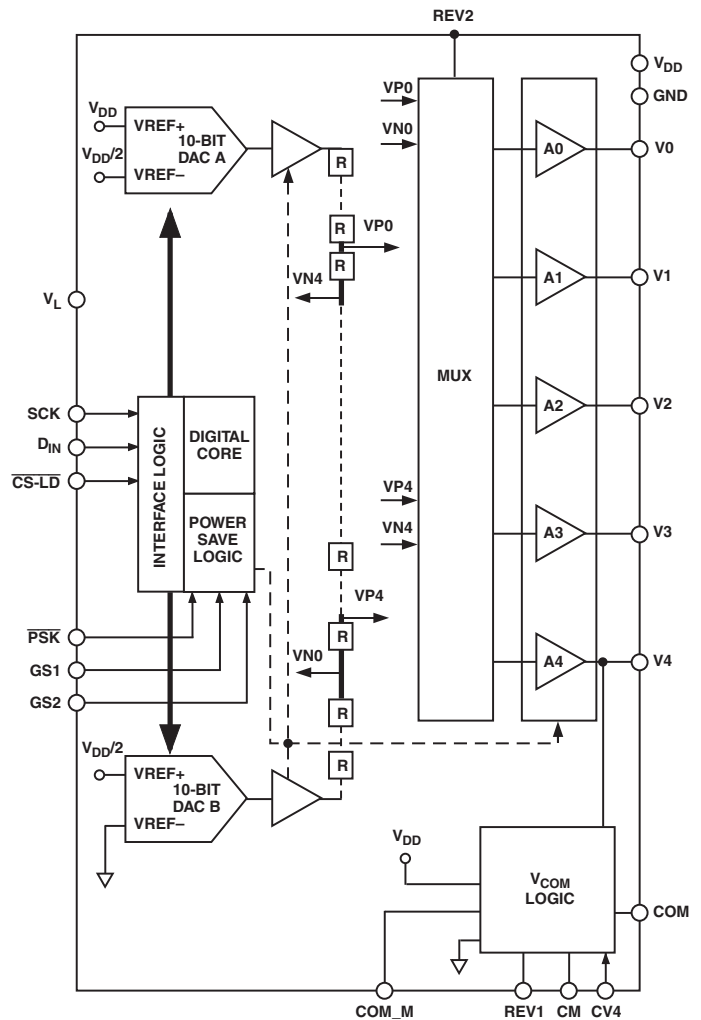 REV2
VDD
GND
VP0
VN0
VDD
VREF+
10-BIT
DAC A
VDD/2
VREF–
R
A0
V0
R
VP0
R
VN4
A1
V1
VL
MUX
A2
V2
SCK
DIN
CS-LD
INTERFACE LOGIC
DIGITAL
CORE
POWER
SAVE
LOGIC
VP4
VN4
A3
V3
R
VP4
R
PSK
GS1
GS2
VN0
A4
V4
R
R
VDD/2
VREF+
10-BIT
DAC B
VREF–
VDD
VCOM
LOGIC
COM
COM_M
REV1
CM
CV4